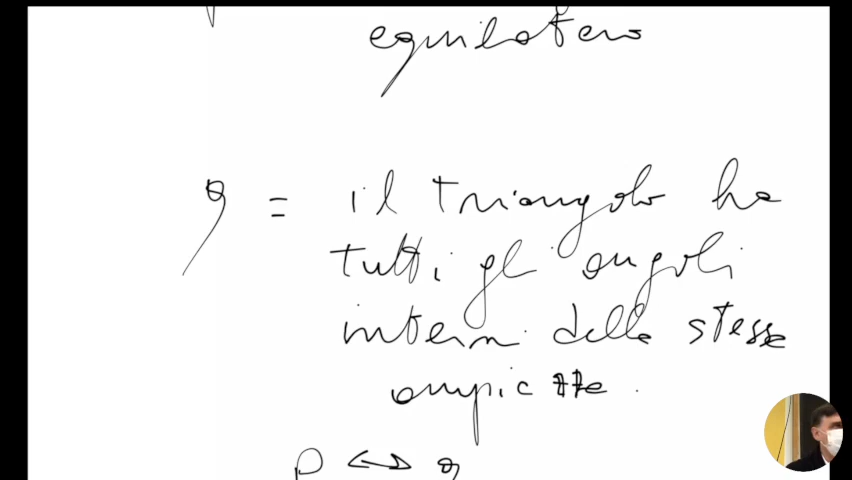 equilatero
q = il triangolo ha
tutti gli angoli
interni della stessa
ampiezza.
p ↔ q